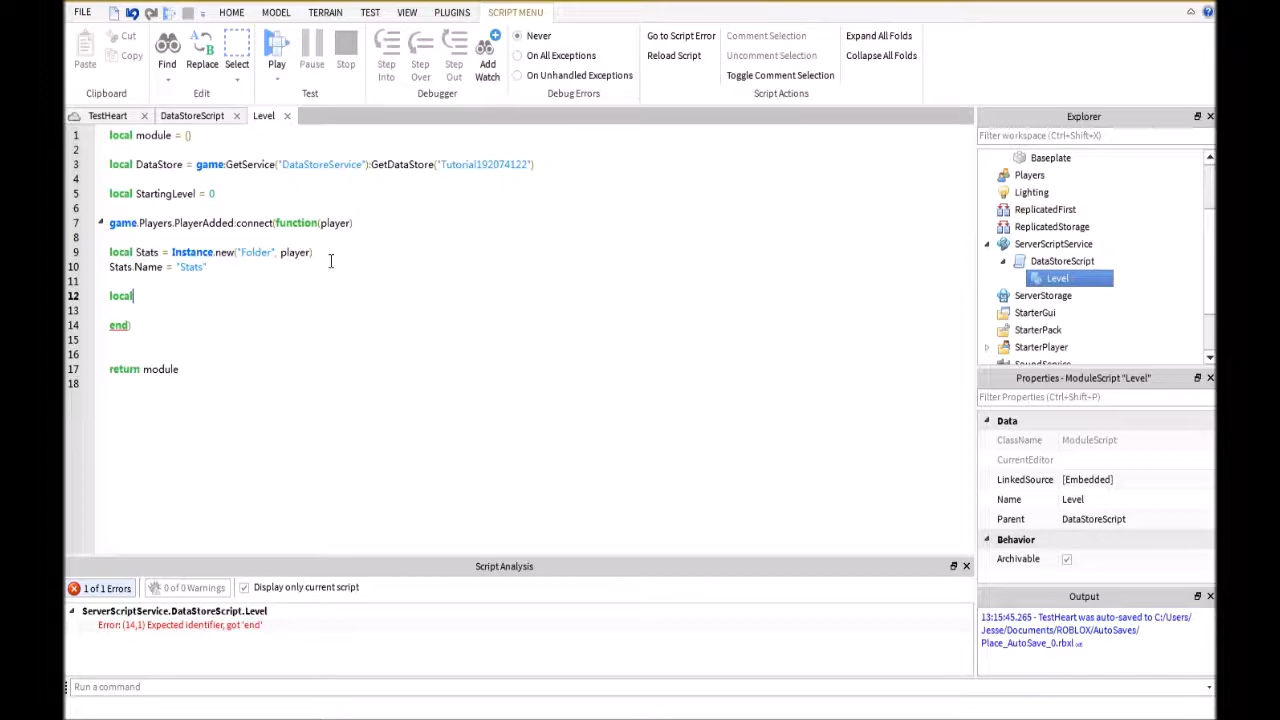 FILE HOME MODEL TERRAIN TEST VIEW PLUGINS SCRIPT MENU
Paste
Cut
Copy
Clipboard
Find
Replace
Select
Edit
Play
Pause
Stop
Test
Step Into
Step Over
Step Out
Add Watch
Debugger
Never
On All Exceptions
On Unhandled Exceptions
Debug Errors
Go to Script Error
Reload Script
Comment Selection
Uncomment Selection
Toggle Comment Selection
Expand All Folds
Collapse All Folds
Script Actions
TestHeart
DataStoreScript
Level
1 local module = {}
2
3 local DataStore = game:GetService("DataStoreService"):GetDataStore("Tutorial192074122")
4
5 local StartingLevel = 0
6
7 game.Players.PlayerAdded:connect(function(player)
8
9 local Stats = Instance.new("Folder", player)
10 Stats.Name = "Stats"
11
12 local
13
14 end)
15
16
17 return module
18
Explorer
Filter workspace (Ctrl+Shift+X)
Baseplate
Players
Lighting
ReplicatedFirst
ReplicatedStorage
ServerScriptService
DataStoreScript
Level
ServerStorage
StarterGui
StarterPack
StarterPlayer
SoundService
Properties - ModuleScript "Level"
Filter Properties (Ctrl+Shift+P)
Data
ClassName ModuleScript
CurrentEditor
LinkedSource [Embedded]
Name Level
Parent DataStoreScript
Behavior
Archivable
Script Analysis
1 of 1 Errors
0 of 0 Warnings
Display only current script
ServerScriptService.DataStoreScript.Level
Error: (14,1) Expected identifier, got 'end'
Output
13:15:45.265 - TestHeart was auto-saved to C:/Users/
Jesse/Documents/ROBLOX/AutoSaves/
Place_AutoSave_0.rbxl
Run a command